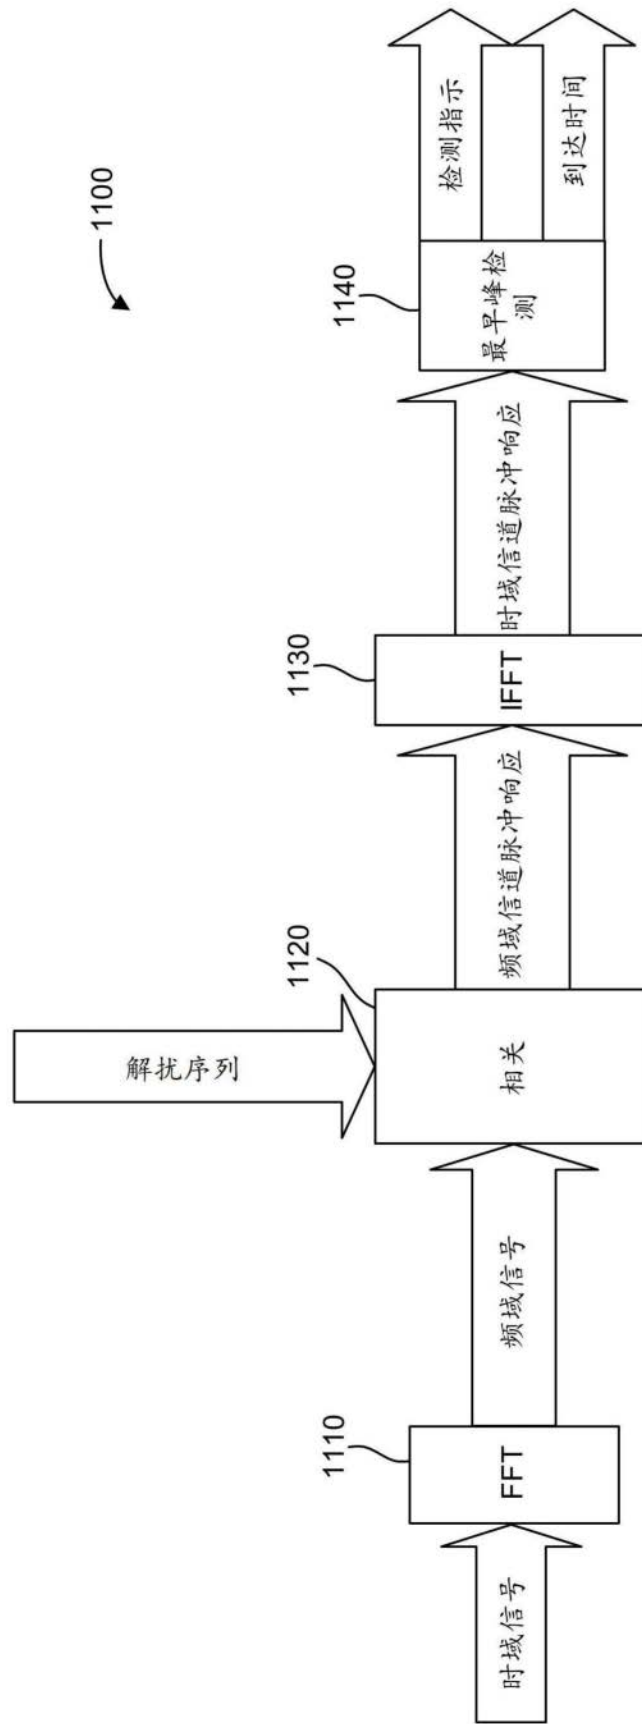 1100
解扰序列
1110
1120
1130
1140
时域信号
FFT
频域信号
相关
频域信道脉冲响应
IFFT
时域信道脉冲响应
最早峰检
测
检测指示
到达时间